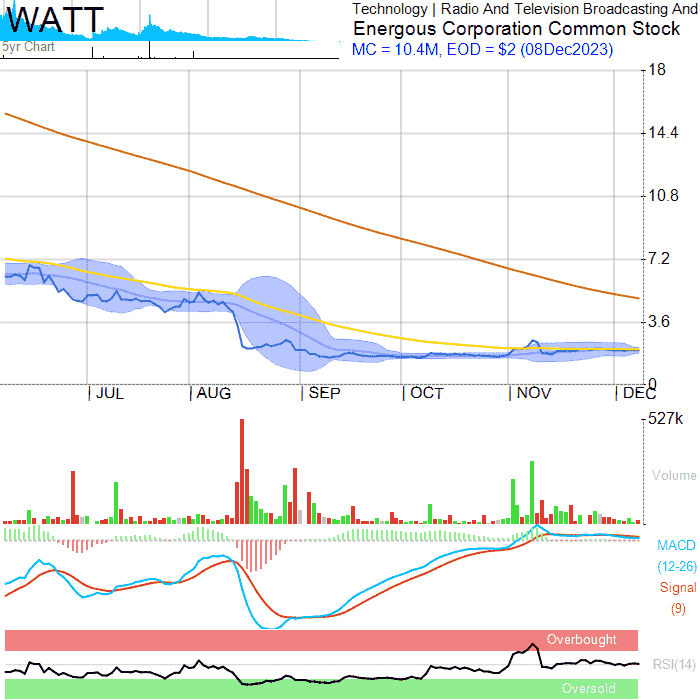 WATT
5yr Chart
Technology | Radio And Television Broadcasting And
Energous Corporation Common Stock
MC = 10.4M, EOD = $2 (08Dec2023)
18
14.4
10.8
7.2
3.6
0
JUL
AUG
SEP
OCT
NOV
DEC
527k
Volume
MACD
(12-26)
Signal
(9)
Overbought
RSI(14)
Oversold